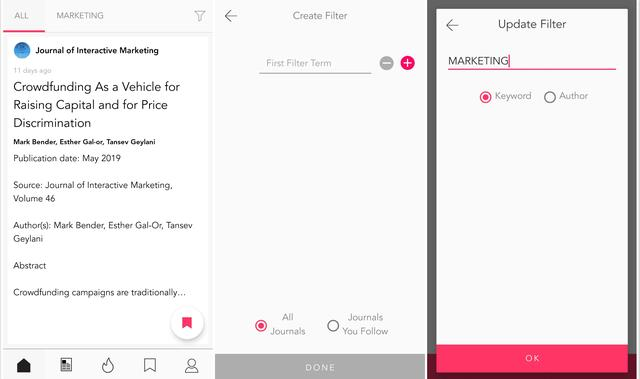 ALL MARKETING
Journal of Interactive Marketing
11 days ago
Crowdfunding As a Vehicle for
Raising Capital and for Price
Discrimination
Mark Bender, Esther Gal-or, Tansev Geylani
Publication date: May 2019
Source: Journal of Interactive Marketing,
Volume 46
Author(s): Mark Bender, Esther Gal-Or, Tansev
Geylani
Abstract
Crowdfunding campaigns are traditionally...
Create Filter
First Filter Term
All
Journals
Journals
You Follow
DONE
Update Filter
MARKETING
Keyword Author
OK